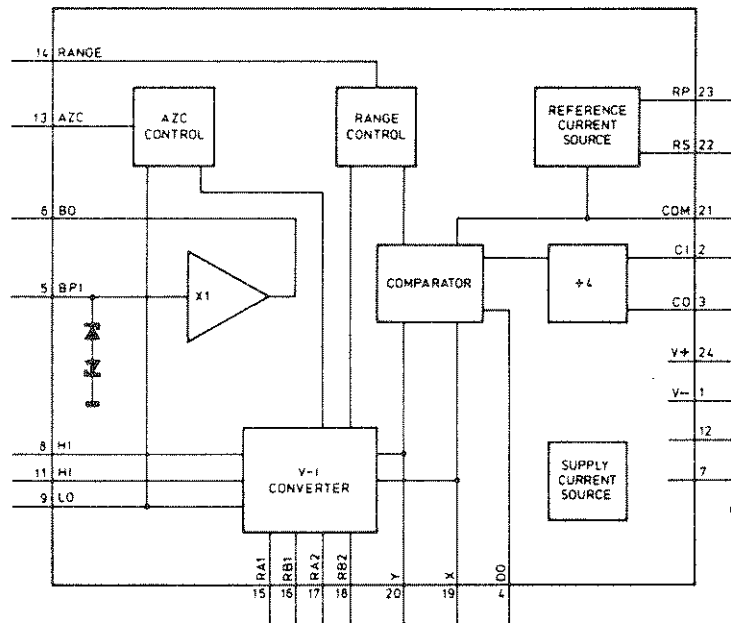 14 RANGE
13 AZC
AZC
CONTROL
RANGE
CONTROL
REFERENCE
CURRENT
SOURCE
RP 23
RS 22
6 BO
COM 21
CI 2
5 BPI
X1
COMPARATOR
÷4
CO 3
V+ 24
V- 1
12
7
8 HI
11 HI
9 LO
V-I
CONVERTER
SUPPLY
CURRENT
SOURCE
RA1
RB1
RA2
RB2
Y
X
DO
15 16 17 18 20 19 4